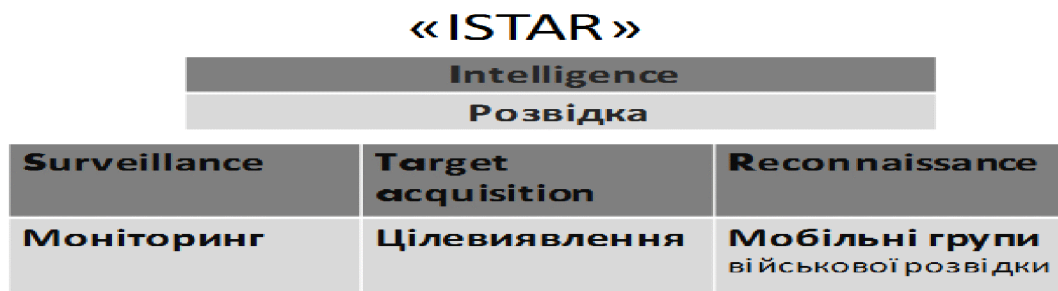 «ISTAR»
Intelligence
Розвідка
Surveillance
Target
acquisition
Reconnaissance
Моніторинг
Цілевиявлення
Мобільні групи
військової розвідки